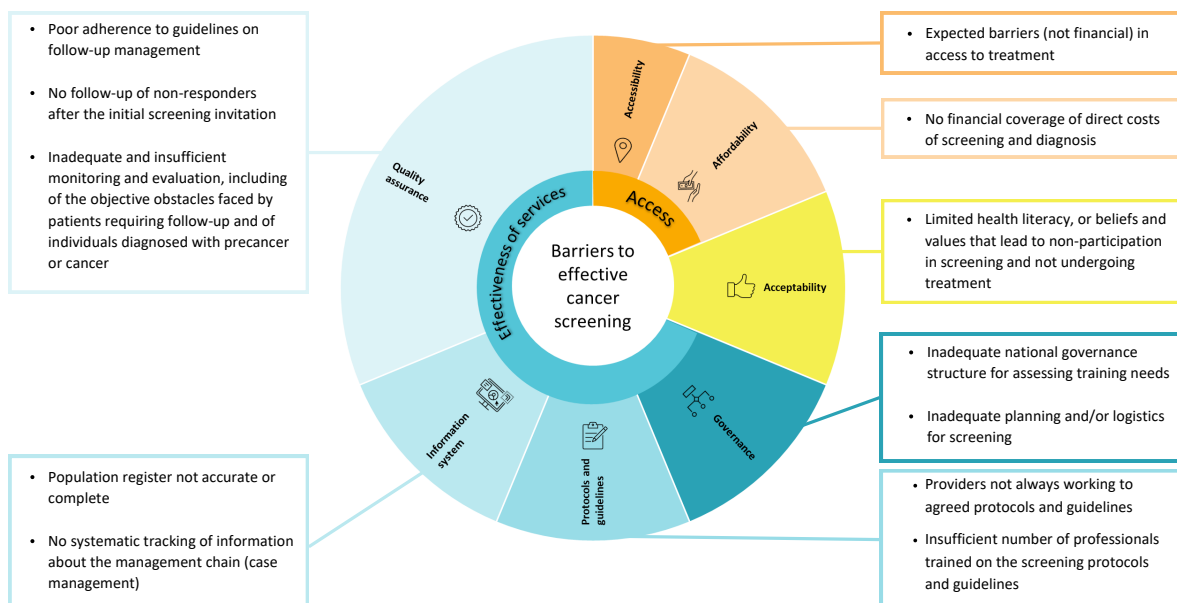 • Poor adherence to guidelines on
follow-up management
• No follow-up of non-responders
after the initial screening invitation
• Inadequate and insufficient
monitoring and evaluation, including
of the objective obstacles faced by
patients requiring follow-up and of
individuals diagnosed with precancer
or cancer
• Population register not accurate or
complete
• No systematic tracking of information
about the management chain (case
management)
Quality
assurance
Information
system
Protocols and
guidelines
Governance
Acceptability
Affordability
Accessibility
Effectiveness of services
Access
Barriers to
effective
cancer
screening
• Expected barriers (not financial) in
access to treatment
• No financial coverage of direct costs
of screening and diagnosis
• Limited health literacy, or beliefs and
values that lead to non-participation
in screening and not undergoing
treatment
• Inadequate national governance
structure for assessing training needs
• Inadequate planning and/or logistics
for screening
• Providers not always working to
agreed protocols and guidelines
• Insufficient number of professionals
trained on the screening protocols
and guidelines